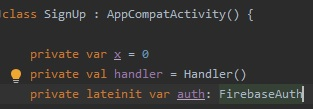 class SignUp : AppCompatActivity() {
private var x = 0
private val handler = Handler()
private lateinit var auth: FirebaseAuth